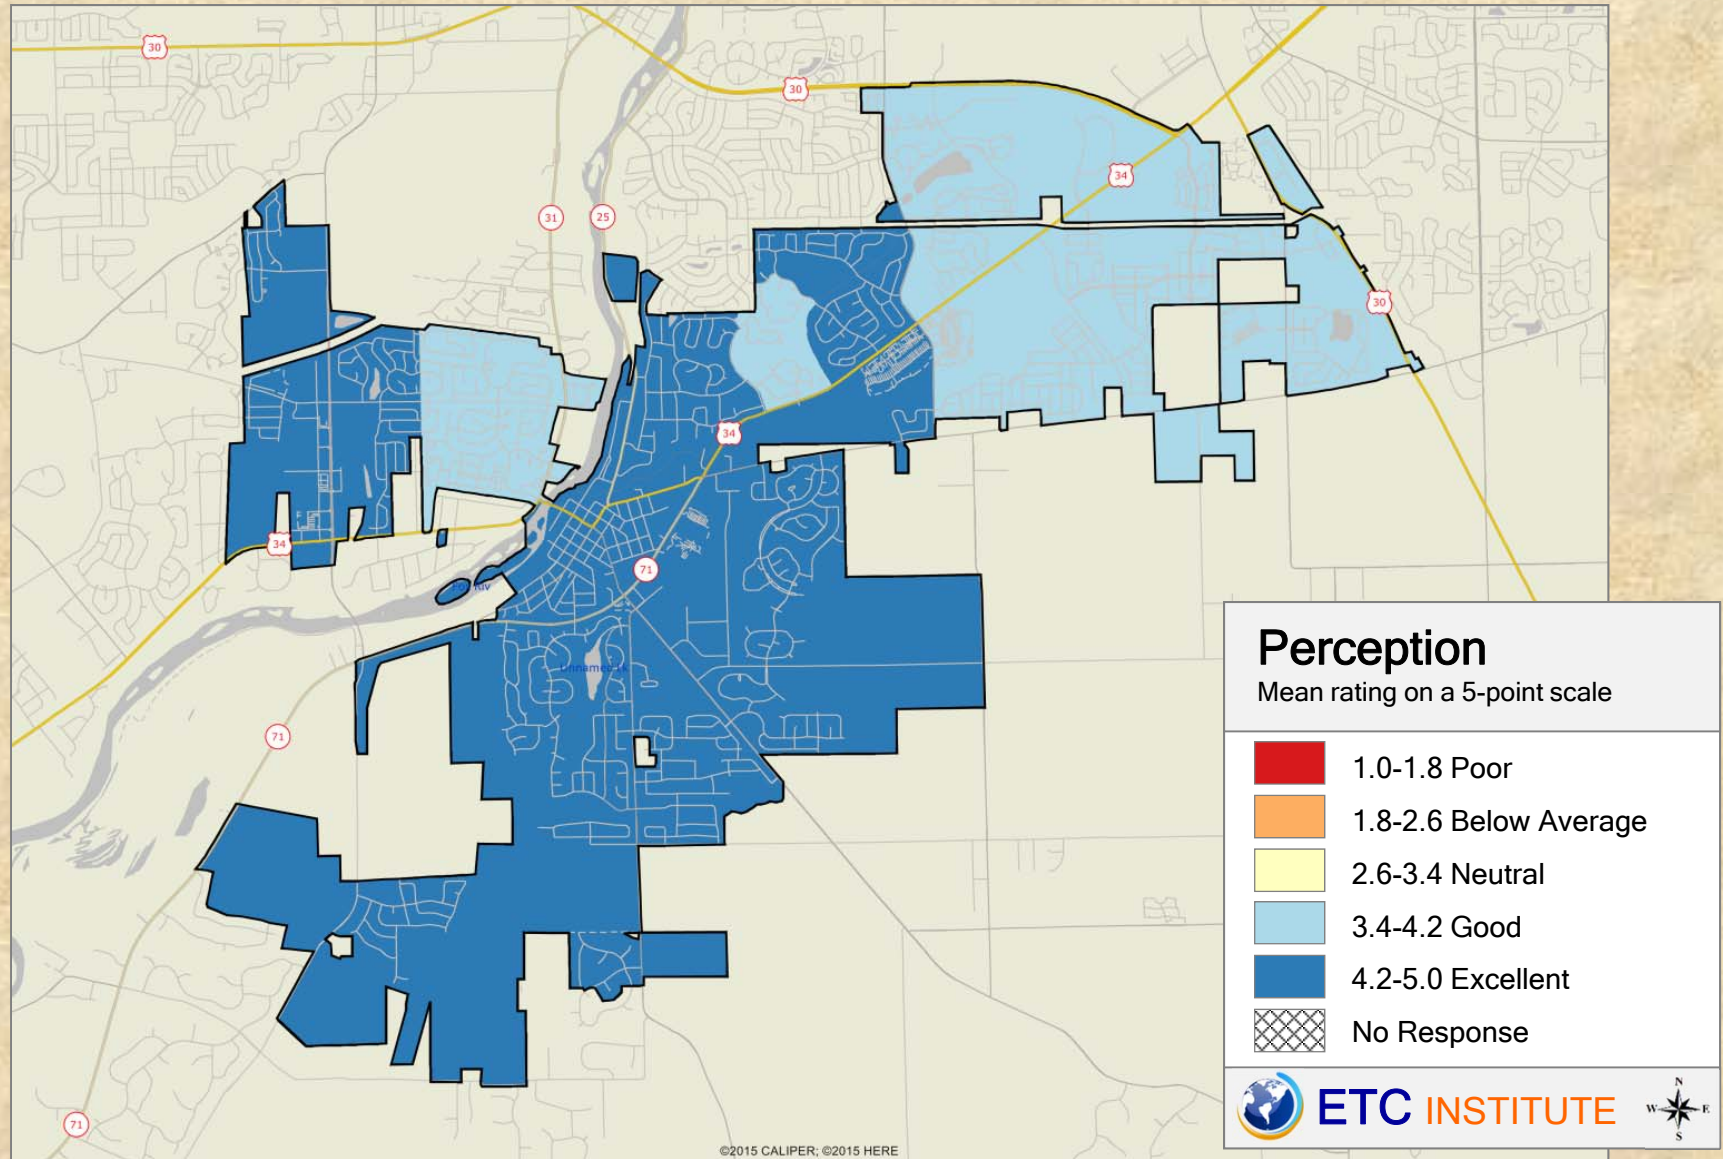 30
30
34
31
25
30
34
34
71
Unnamed Lk
71
Perception
Mean rating on a 5-point scale
1.0-1.8 Poor
1.8-2.6 Below Average
2.6-3.4 Neutral
3.4-4.2 Good
4.2-5.0 Excellent
No Response
ETC INSTITUTE
N
W E
S
71
©2015 CALIPER; ©2015 HERE